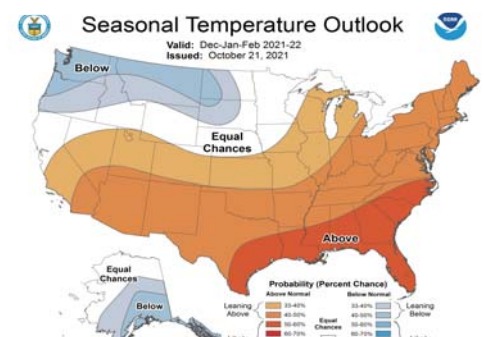 Seasonal Temperature Outlook
NOAA
Valid: Dec-Jan-Feb 2021-22
Issued: October 21, 2021
Below
Equal
Chances
Above
Equal
Chances
Below
Probability (Percent Chance)
Above Normal
Below Normal
Leaning
Above
33-40%
40-50%
50-60%
60-70%
Equal
Chances
33-40%
40-50%
50-60%
60-70%
Leaning
Below